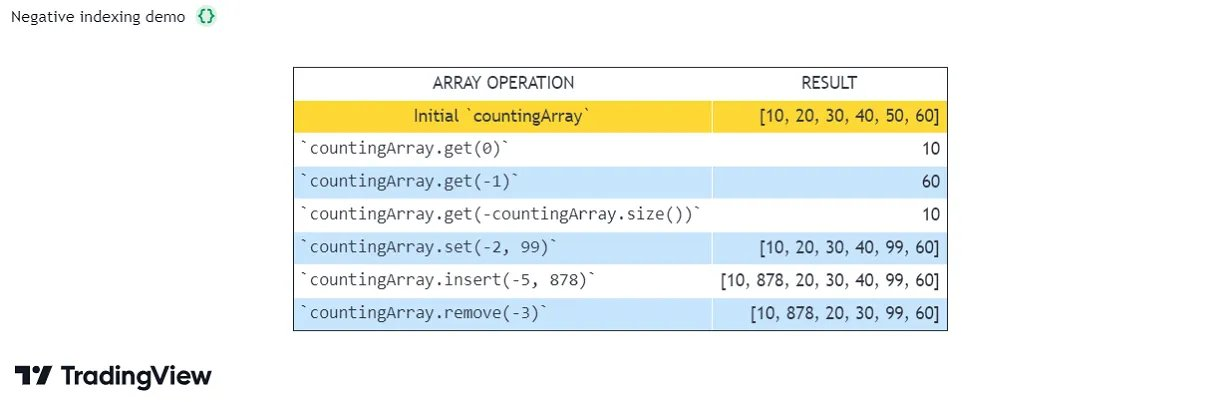 Negative indexing demo {}
ARRAY OPERATION RESULT
Initial `countingArray` [10, 20, 30, 40, 50, 60]
`countingArray.get(0)` 10
`countingArray.get(-1)` 60
`countingArray.get(-countingArray.size())` 10
`countingArray.set(-2, 99)` [10, 20, 30, 40, 99, 60]
`countingArray.insert(-5, 878)` [10, 878, 20, 30, 40, 99, 60]
`countingArray.remove(-3)` [10, 878, 20, 30, 99, 60]
TradingView